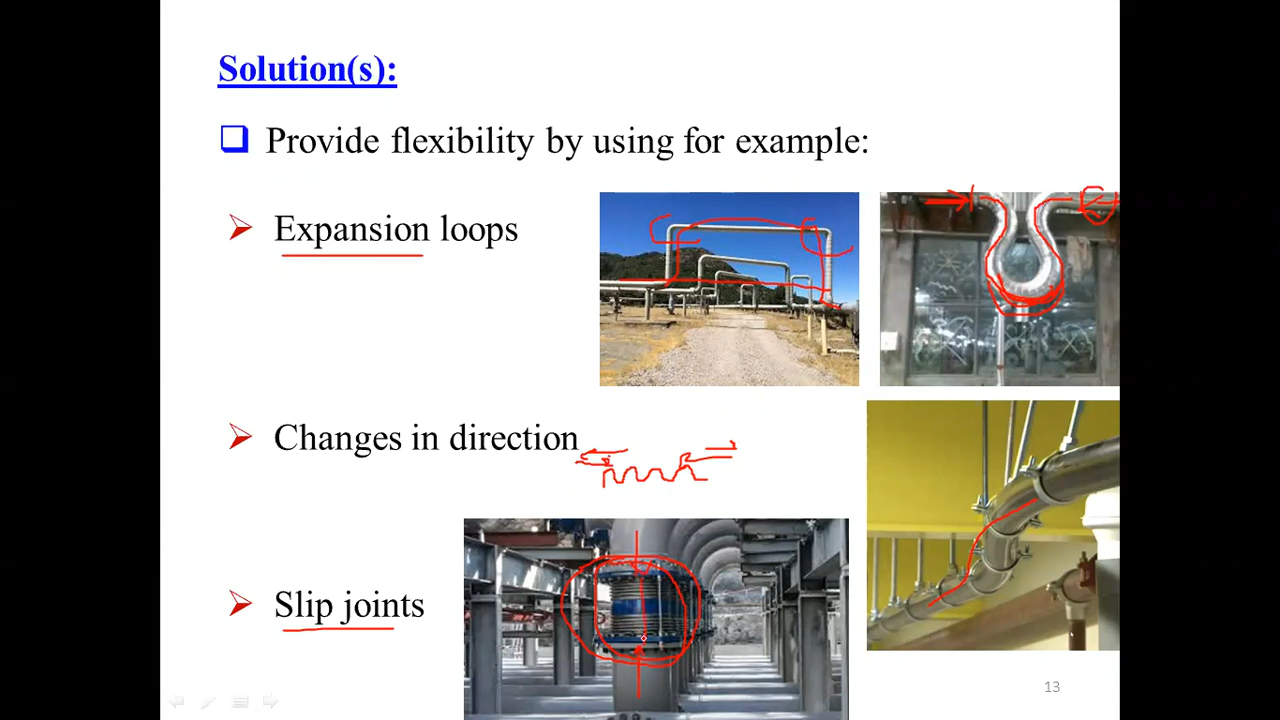 Solution(s):
Provide flexibility by using for example:
Expansion loops
Changes in direction
Slip joints
13